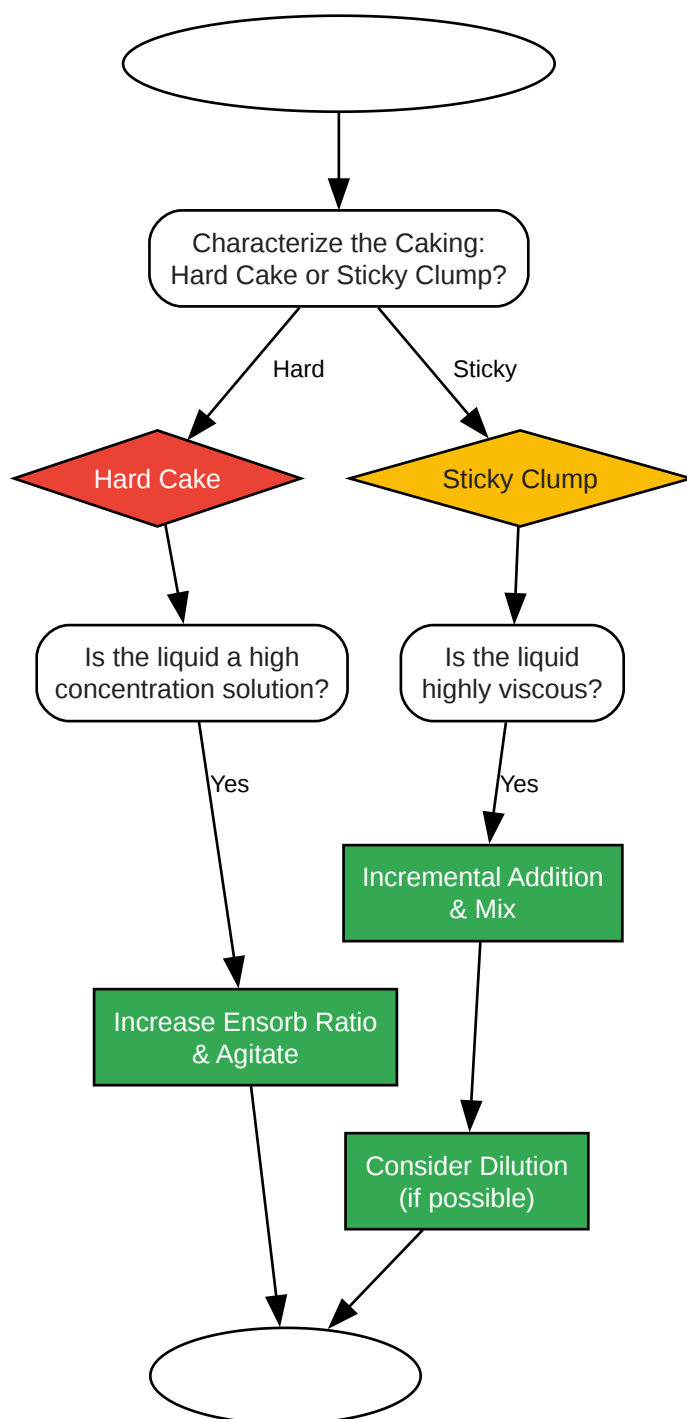 Characterize the Caking:
Hard Cake or Sticky Clump?
Hard
Sticky
Hard Cake
Sticky Clump
Is the liquid a high
concentration solution?
Is the liquid
highly viscous?
Yes
Yes
Incremental Addition
& Mix
Increase Ensorb Ratio
& Agitate
Consider Dilution
(if possible)